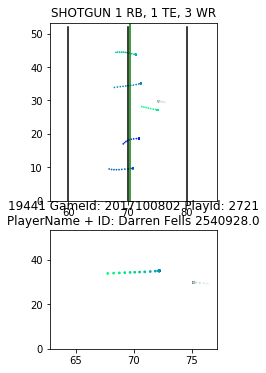 SHOTGUN 1 RB, 1 TE, 3 WR
50
40
30
20
10
0
60 70 80
19441 GameId: 2017100802 PlayId: 2721
PlayerName + ID: Darren Fells 2540928.0
40
20
0
65 70 75